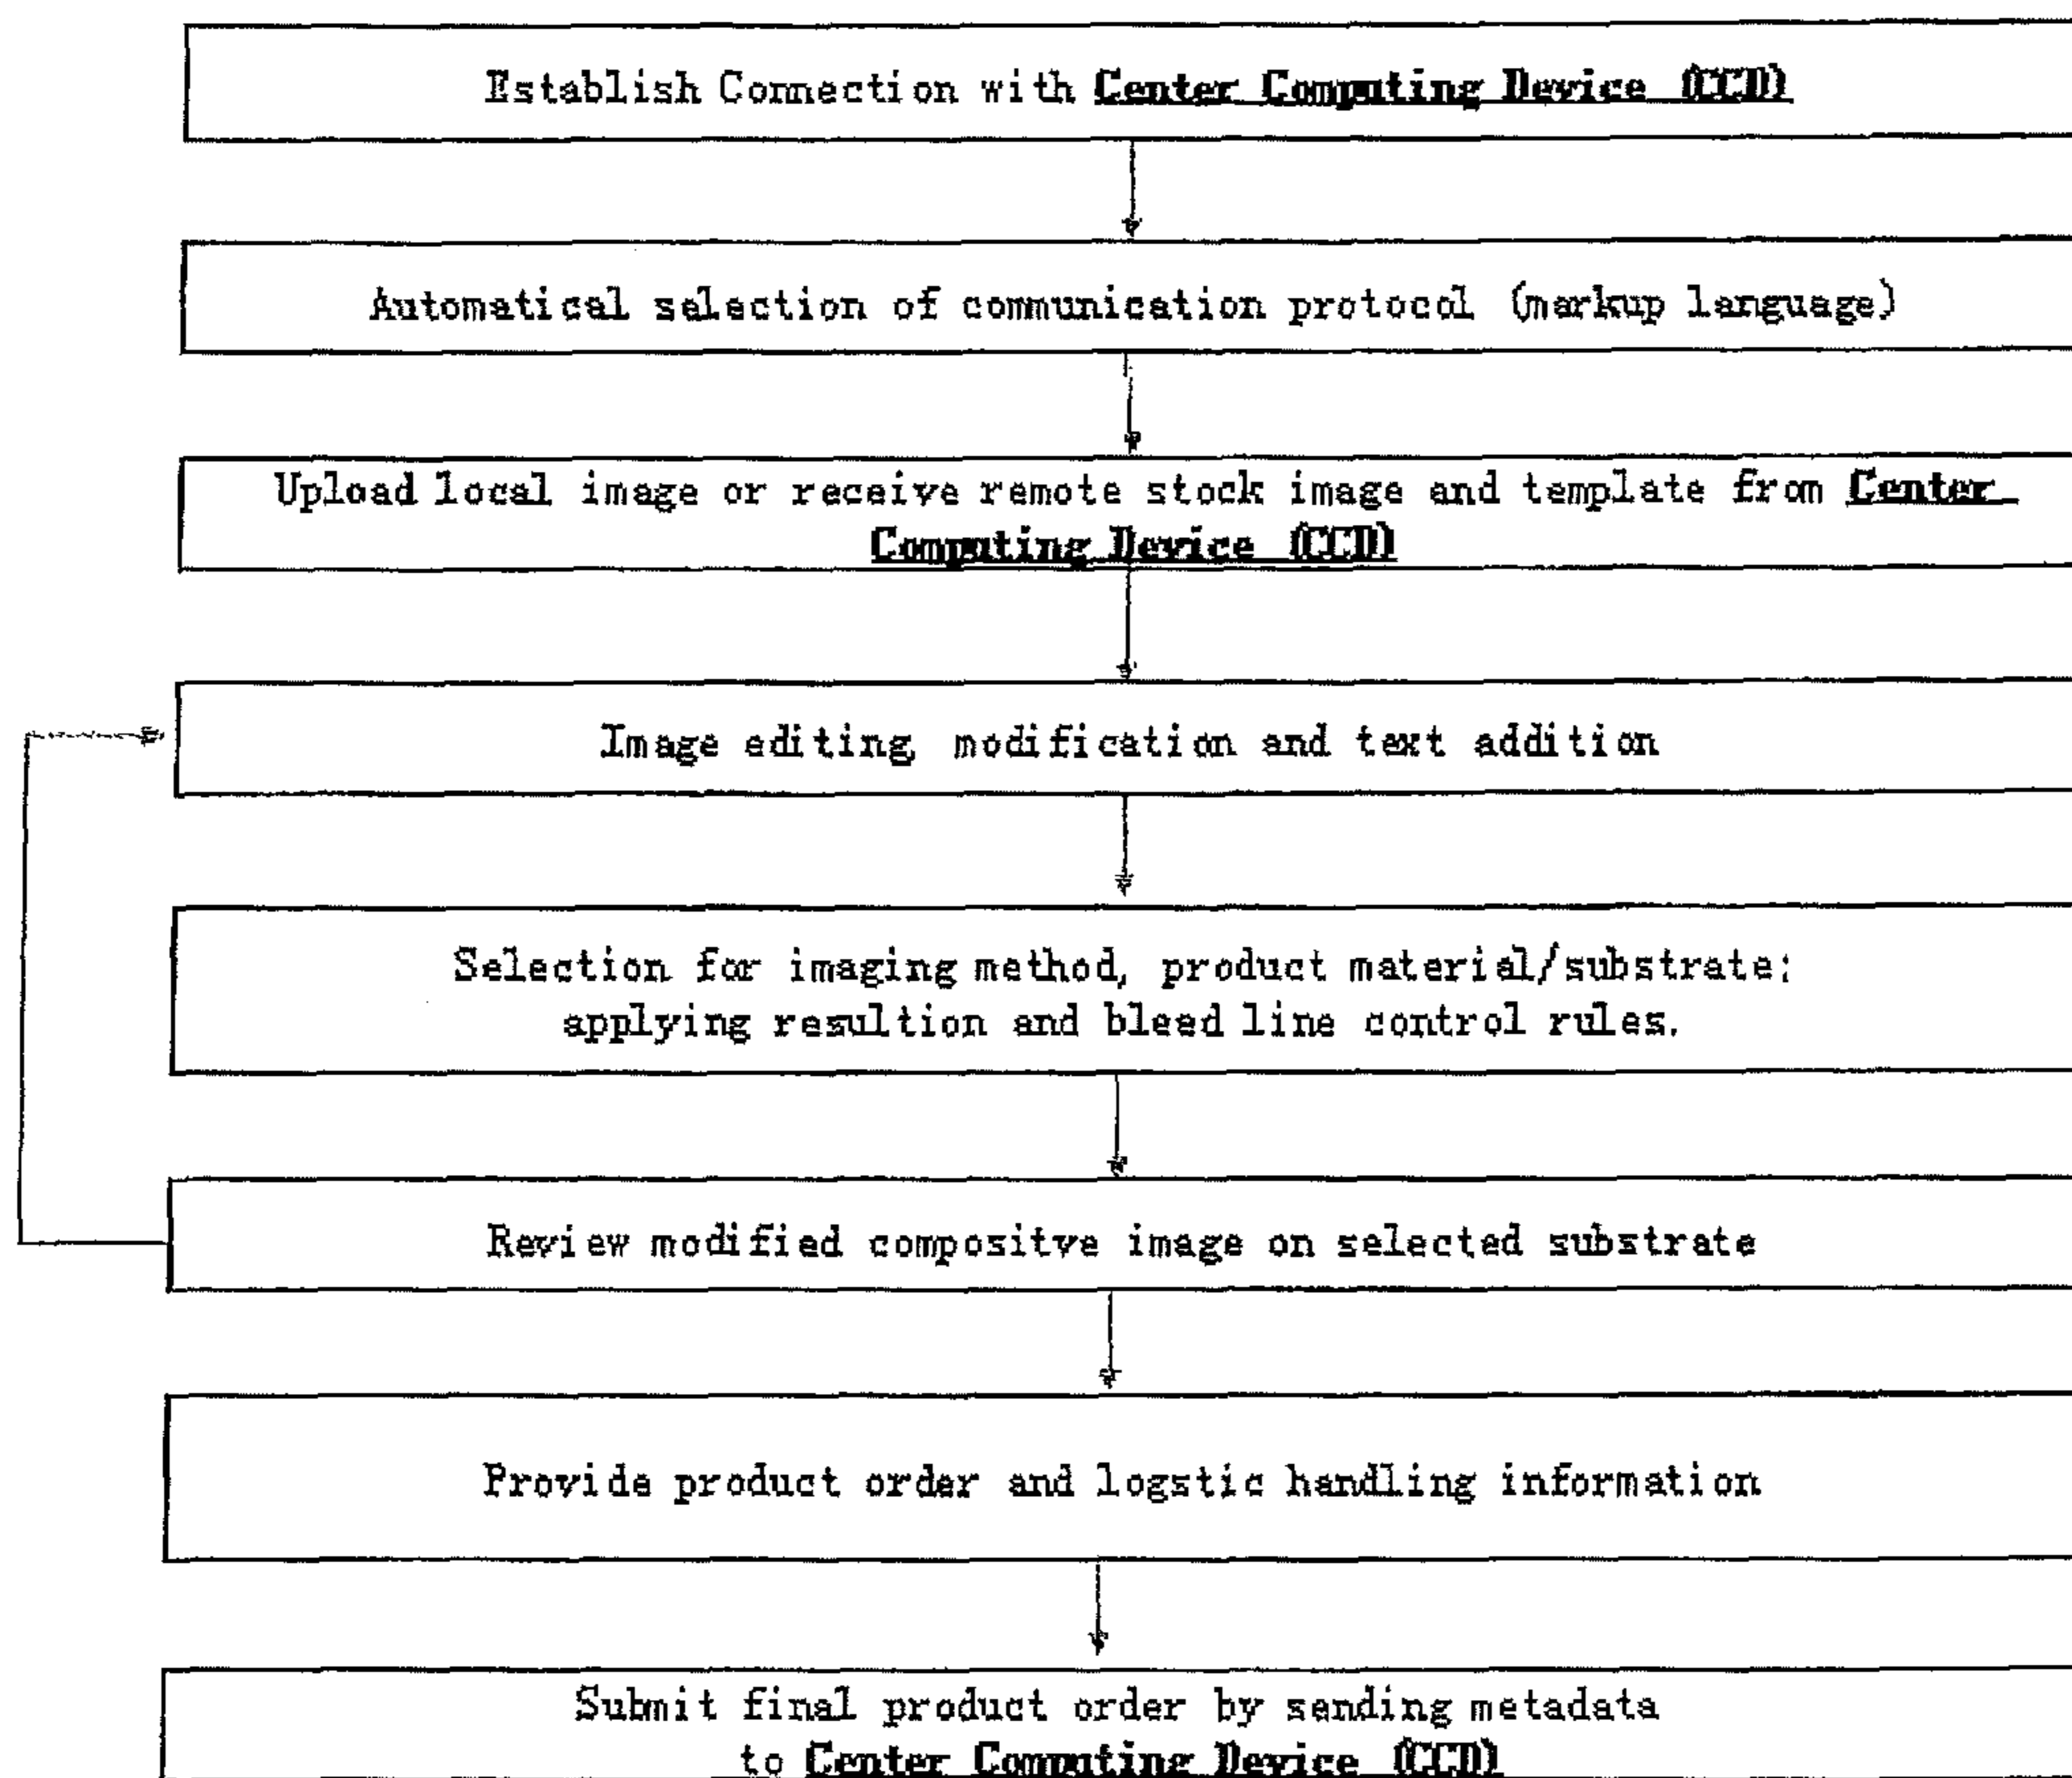 Establish Connection with Center Computing Device (CCD)
Automatical selection of communication protocol (markup language)
Upload local image or receive remote stock image and template from Center
Computing Device (CCD)
Image editing, modification and text addition
Selection for imaging method, product material/substrate;
applying resultion and bleed line control rules.
Review modified compositve image on selected substrate
Provide product order and logstic handling information
Submit final product order by sending metadata
to Center Computing Device (CCD)